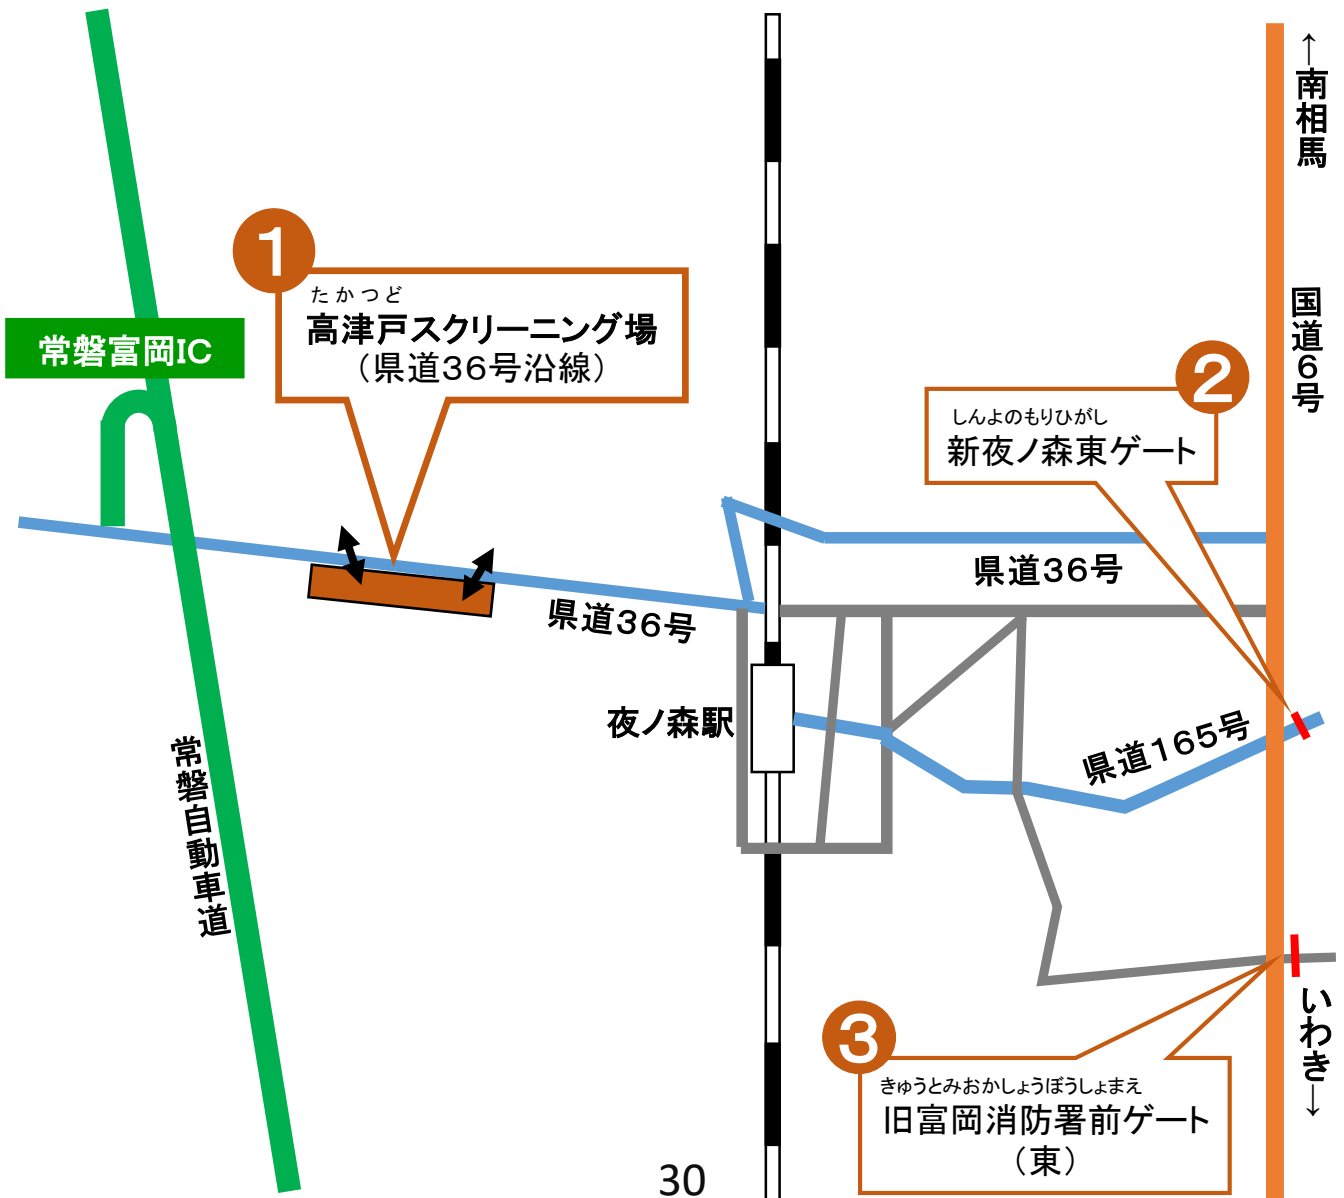 ↑南相馬
国道6号
1
たかつど
高津戸スクリーニング場
（県道36号沿線）
常磐富岡IC
2
しんよのもりひがし
新夜ノ森東ゲート
県道36号
県道36号
夜ノ森駅
県道165号
常磐自動車道
いわき↓
3
きゅうとみおかしょうぼうしょまえ
旧富岡消防署前ゲート
（東）
30